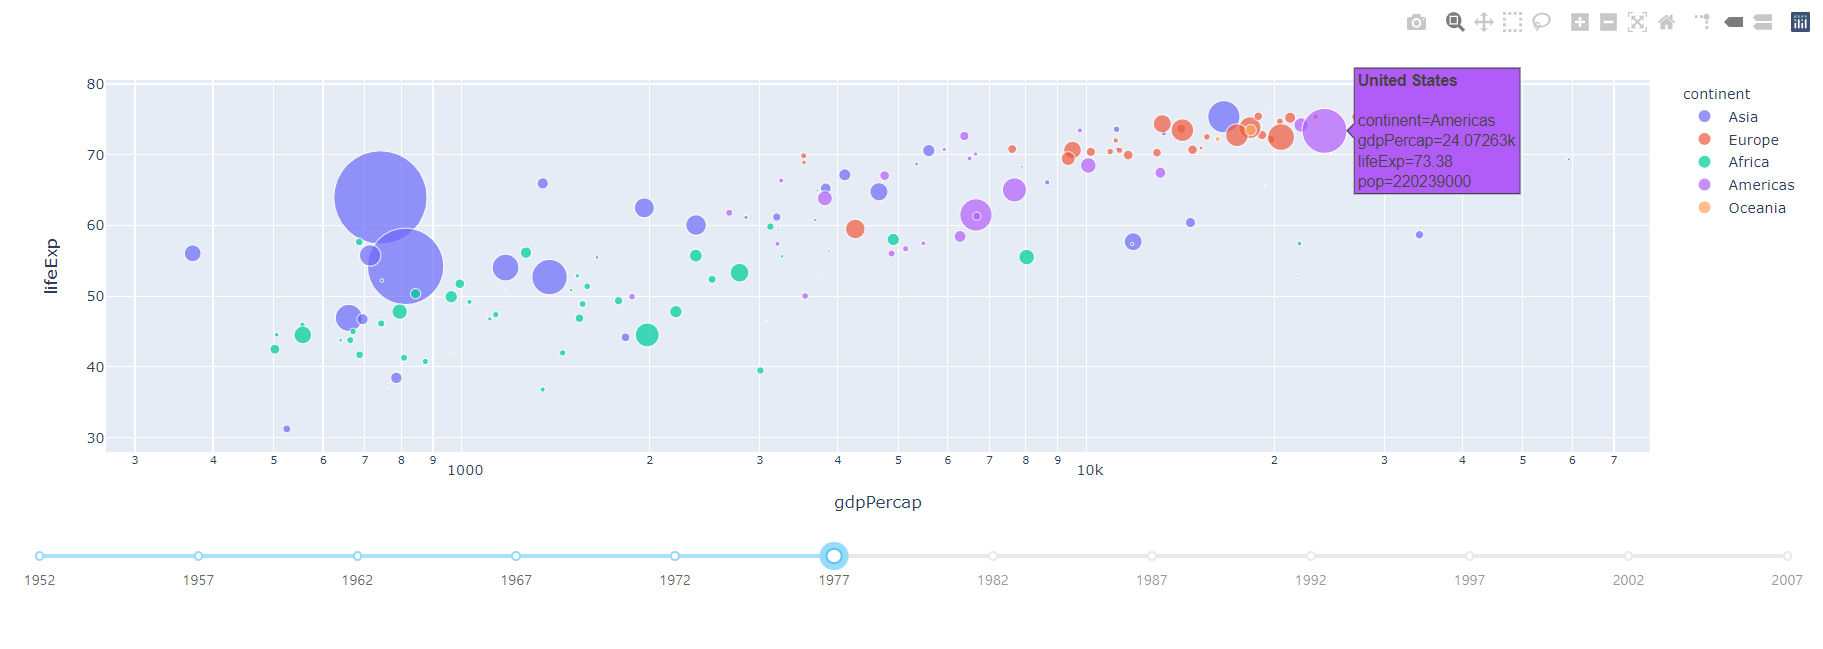 80
70
60
50
40
30
lifeExp
3 4 5 6 7 8 9 1000 2 3 4 5 6 7 8 9 10k 2 3 4 5 6 7
gdpPercap
United States
continent=Americas
gdpPercap=24.07263k
lifeExp=73.38
pop=220239000
continent
Asia
Europe
Africa
Americas
Oceania
1952 1957 1962 1967 1972 1977 1982 1987 1992 1997 2002 2007